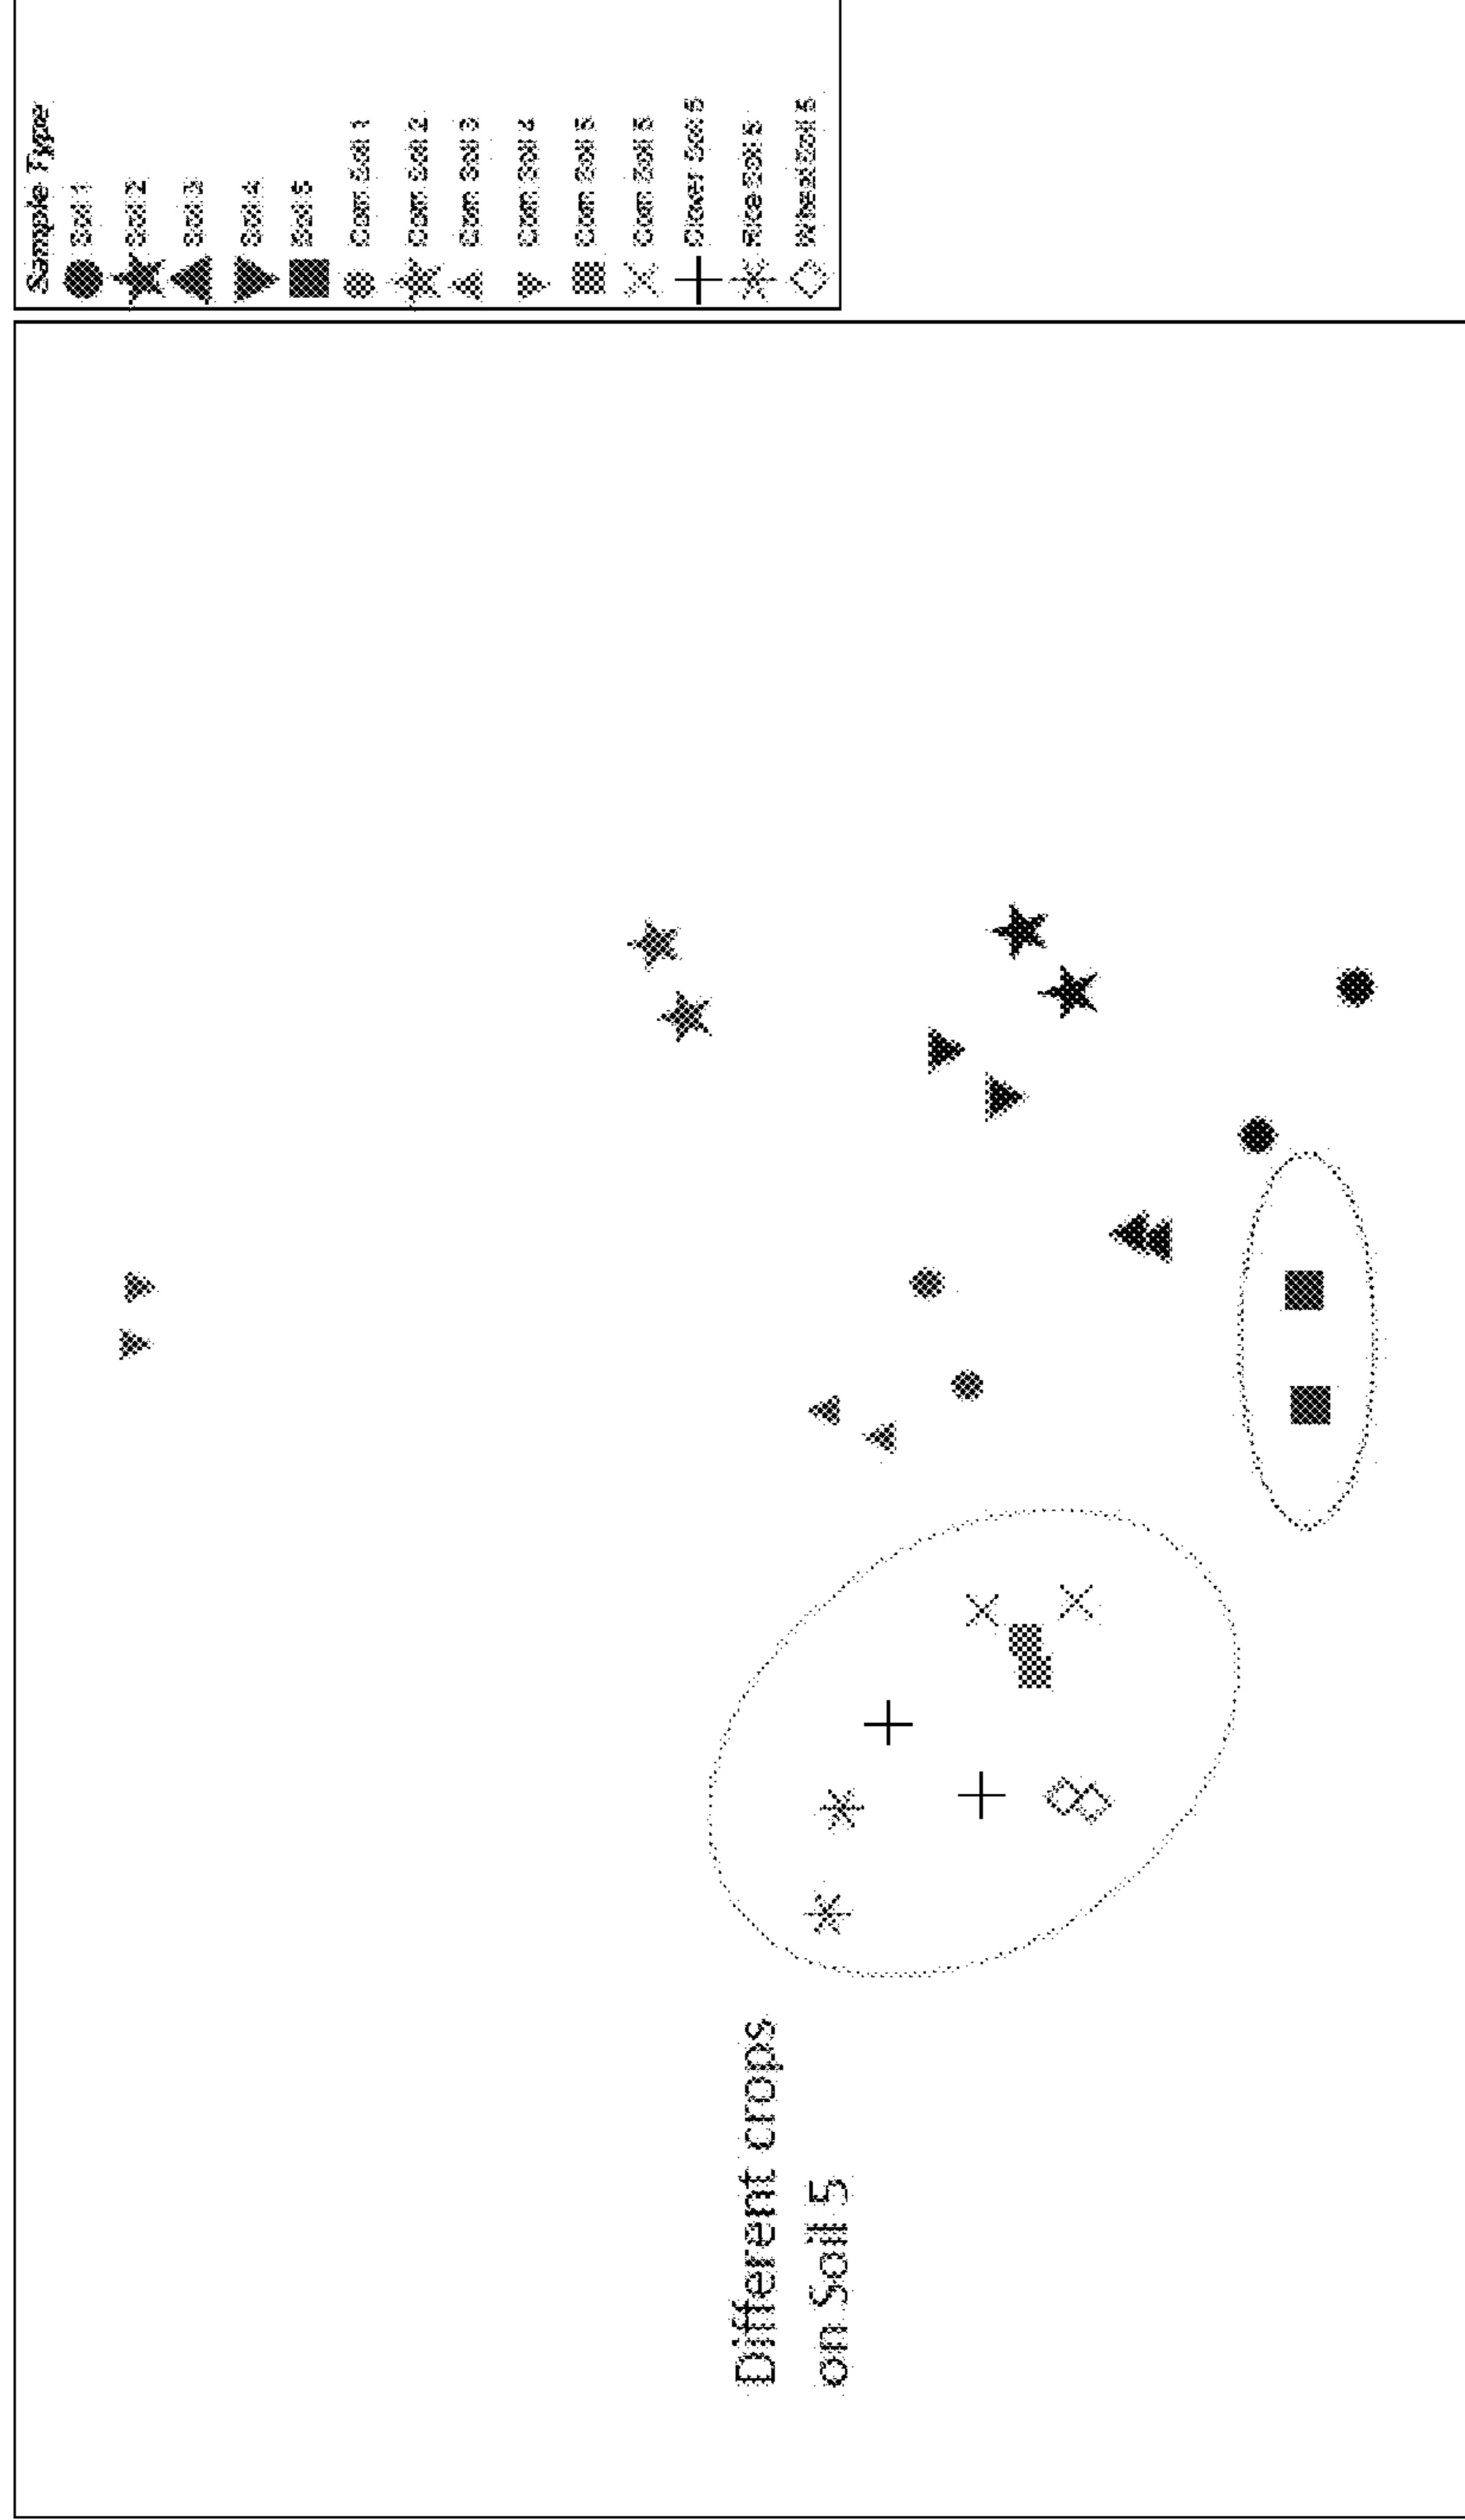 Sample Type
Soil 1
Soil 2
Soil 3
Soil 4
Soil 5
Corn Soil 1
Corn Soil 2
Corn Soil 3
Corn Soil 4
Corn Soil 5
Corn Soil 5
Clover Soil 5
Rice Soil 5
Wheat Soil 5
Different crops
on Soil 5